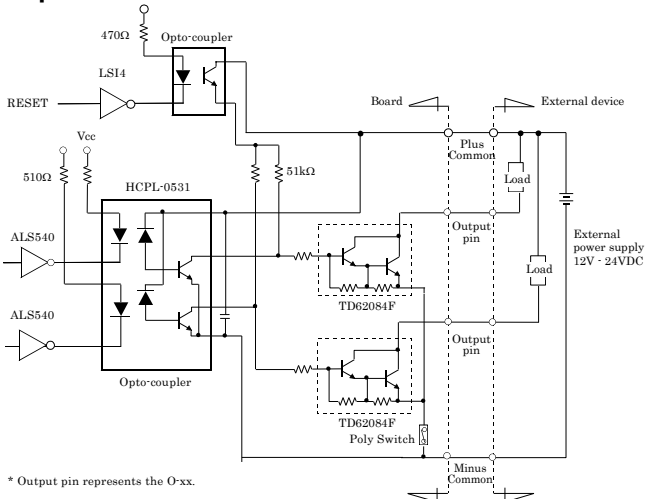 470Ω
Opto-coupler
LSI4
RESET
Board
External device
Vcc
Plus
Common
510Ω
51kΩ
HCPL-0531
Load
Output
pin
ALS540
External
power supply
12V - 24VDC
Load
TD62084F
ALS540
Output
pin
Opto-coupler
TD62084F
Poly Switch
Minus
Common
* Output pin represents the O-xx.